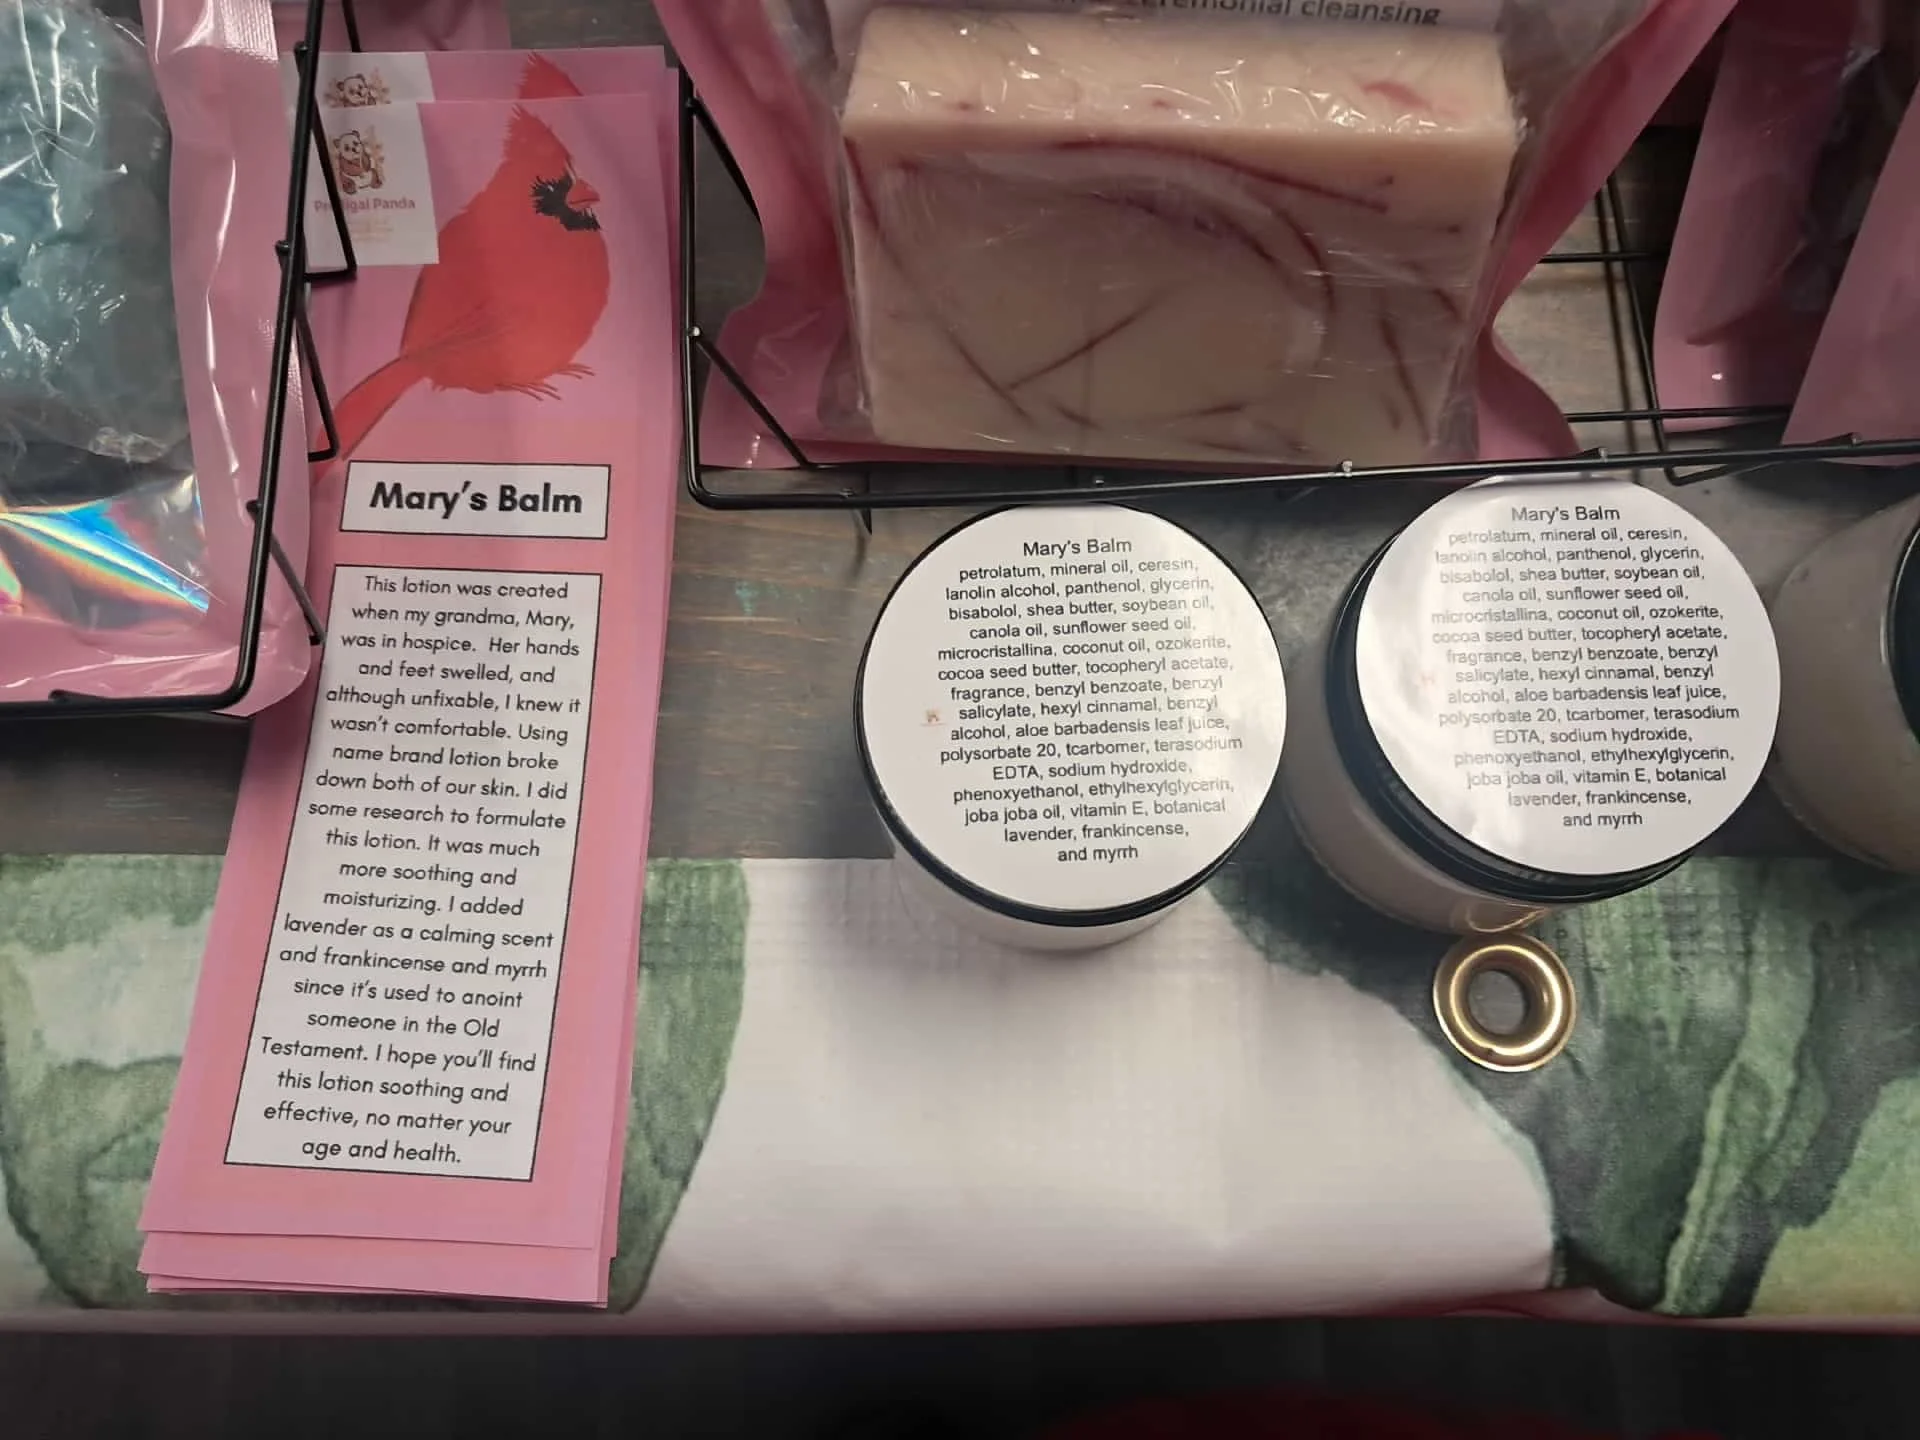 ceremonial cleansing
Prodigal Panda
Mary's Balm
This lotion was created
when my grandma, Mary,
was in hospice. Her hands
and feet swelled, and
although unfixable, I knew it
wasn't comfortable. Using
name brand lotion broke
down both of our skin. I did
some research to formulate
this lotion. It was much
more soothing and
moisturizing. I added
lavender as a calming scent
and frankincense and myrrh
since it's used to anoint
someone in the Old
Testament. I hope you'll find
this lotion soothing and
effective, no matter your
age and health.
Mary's Balm
petrolatum, mineral oil, ceresin,
lanolin alcohol, panthenol, glycerin,
bisabolol, shea butter, soybean oil,
canola oil, sunflower seed oil,
microcristallina, coconut oil, ozokerite,
cocoa seed butter, tocopheryl acetate,
fragrance, benzyl benzoate, benzyl
salicylate, hexyl cinnamal, benzyl
alcohol, aloe barbadensis leaf juice,
polysorbate 20, tcarbomer, terasodium
EDTA, sodium hydroxide,
phenoxyethanol, ethylhexylglycerin,
joba joba oil, vitamin E, botanical
lavender, frankincense,
and myrrh
Mary's Balm
petrolatum, mineral oil, ceresin,
lanolin alcohol, panthenol, glycerin,
bisabolol, shea butter, soybean oil,
canola oil, sunflower seed oil,
microcristallina, coconut oil, ozokerite,
cocoa seed butter, tocopheryl acetate,
fragrance, benzyl benzoate, benzyl
salicylate, hexyl cinnamal, benzyl
alcohol, aloe barbadensis leaf juice,
polysorbate 20, tcarbomer, terasodium
EDTA, sodium hydroxide,
phenoxyethanol, ethylhexylglycerin,
joba joba oil, vitamin E, botanical
lavender, frankincense,
and myrrh